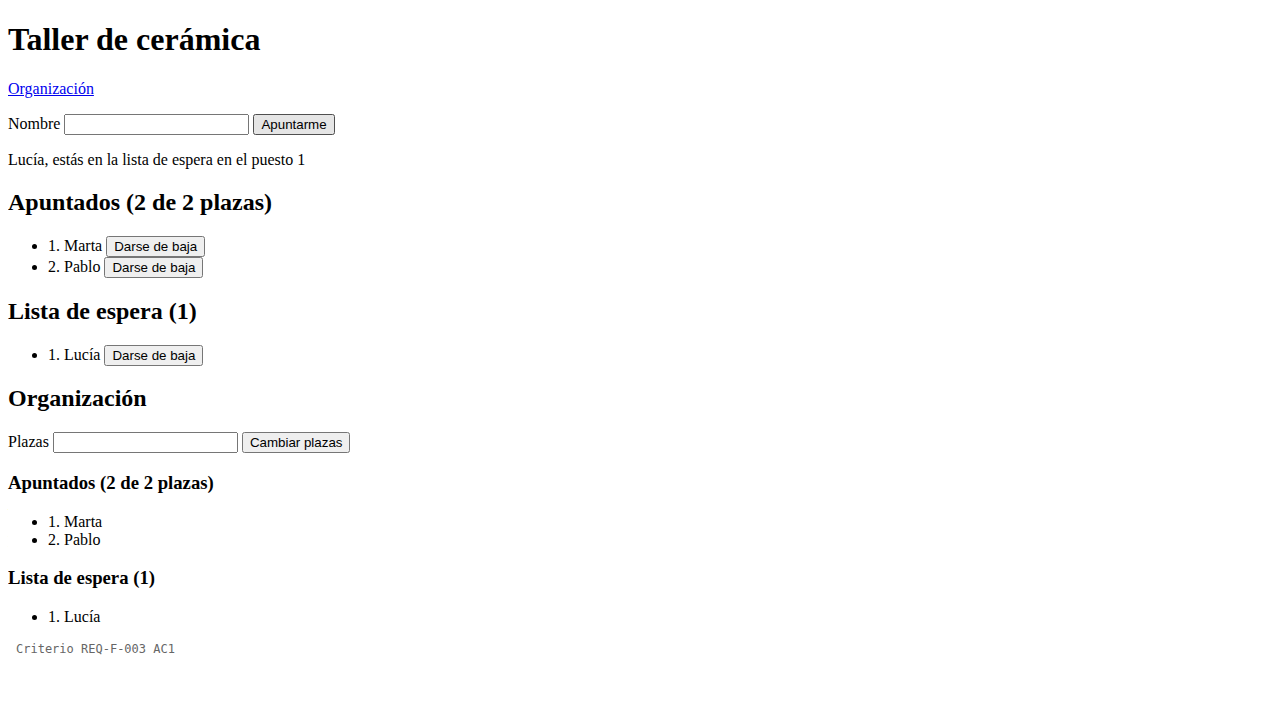 Taller de cerámica
Organización
Nombre Apuntarme
Lucía, estás en la lista de espera en el puesto 1
Apuntados (2 de 2 plazas)
1. Marta Darse de baja
2. Pablo Darse de baja
Lista de espera (1)
1. Lucía Darse de baja
Organización
Plazas Cambiar plazas
Apuntados (2 de 2 plazas)
1. Marta
2. Pablo
Lista de espera (1)
1. Lucía
Criterio REQ-F-003 AC1